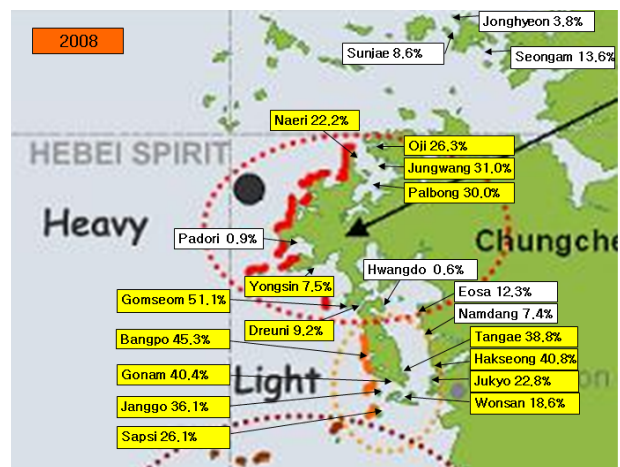 2008
Jonghyeon 3.8%
Sunjae 8.6%
Seongam 13.6%
Naeri 22.2%
Oji 26.3%
HEBEI SPIRIT
Jungwang 31.0%
Palbong 30.0%
Heavy
Padori 0.9%
Chungche
Hwangdo 0.6%
Yongsin 7.5%
Eosa 12.3%
Gomseom 51.1%
Namdang 7.4%
Dreuni 9.2%
Tangae 38.8%
Bangpo 45.3%
Hakseong 40.8%
Gonam 40.4%
Light
Jukyo 22.8%
on
Janggo 36.1%
Wonsan 18.6%
Sapsi 26.1%